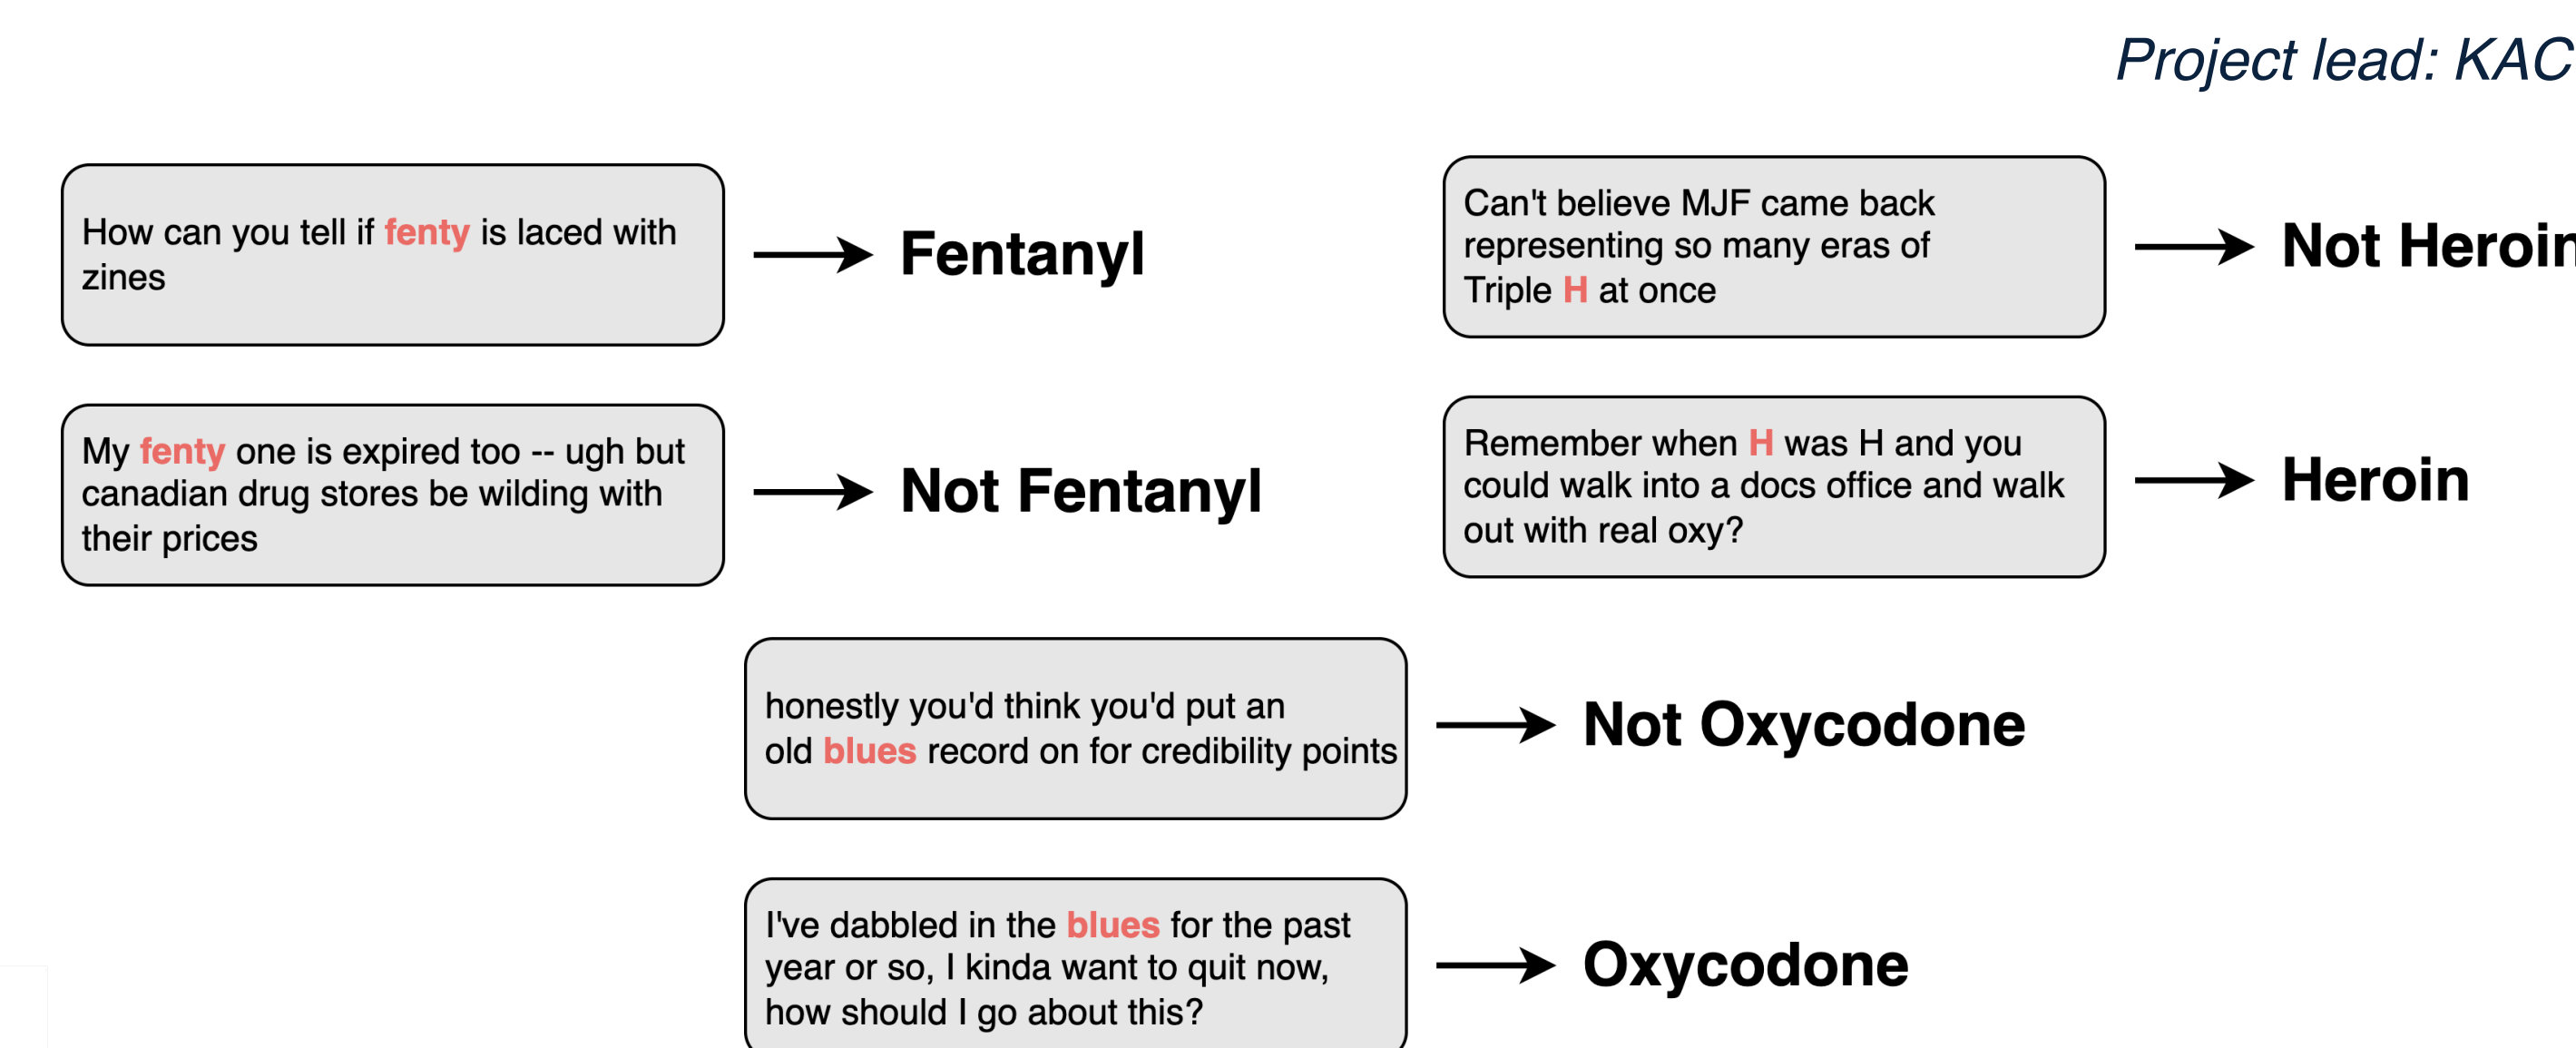 Project lead: KAC
How can you tell if fenty is laced with
zines
Fentanyl
My fenty one is expired too -- ugh but
canadian drug stores be wilding with
their prices
Not Fentanyl
Can't believe MJF came back
representing so many eras of
Triple H at once
Not Heroin
Remember when H was H and you
could walk into a docs office and walk
out with real oxy?
Heroin
honestly you'd think you'd put an
old blues record on for credibility points
Not Oxycodone
I've dabbled in the blues for the past
year or so, I kinda want to quit now,
how should I go about this?
Oxycodone